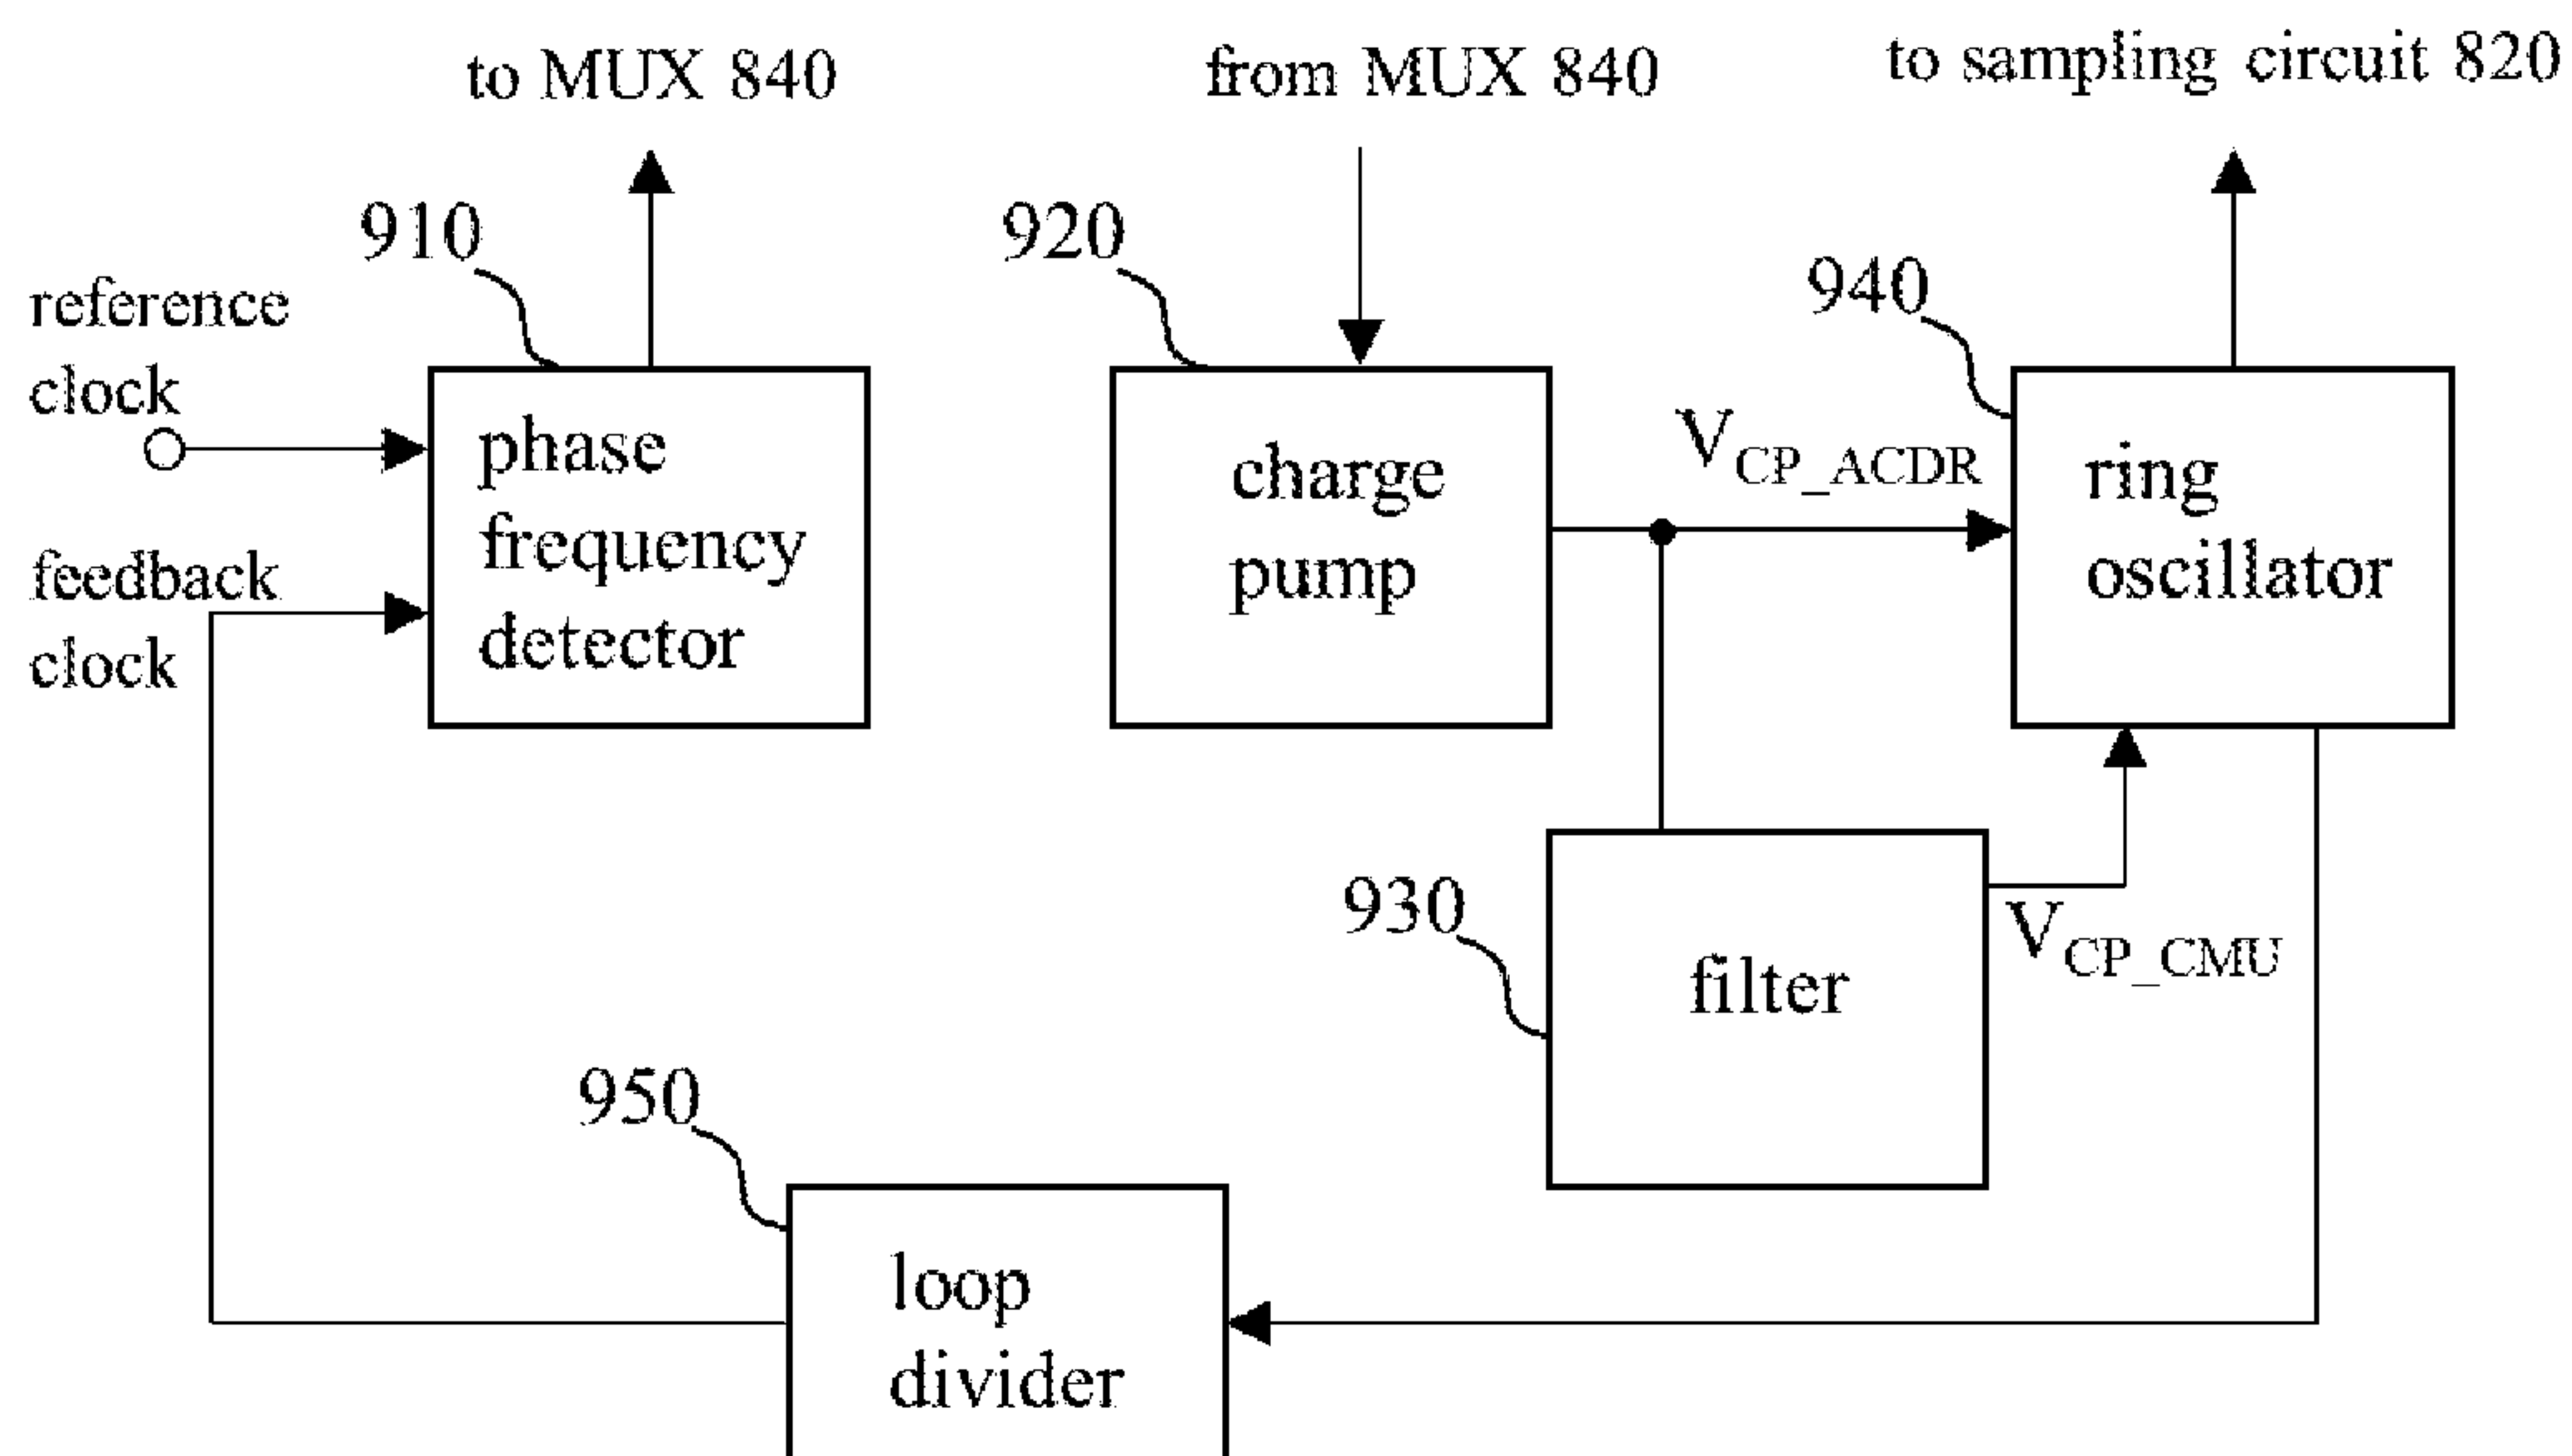 to MUX 840
from MUX 840
to sampling circuit 820
910
920
940
reference
clock
feedback
clock
phase
frequency
detector
charge
pump
V_CP_ACDR
ring
oscillator
930
filter
V_CP_CMU
950
loop
divider